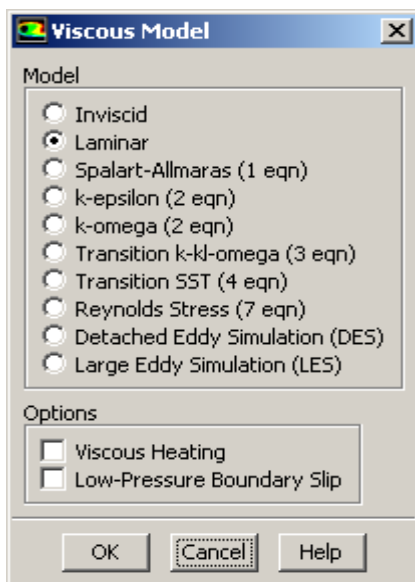 Viscous Model
Model
Inviscid
Laminar
Spalart-Allmaras (1 eqn)
k-epsilon (2 eqn)
k-omega (2 eqn)
Transition k-kl-omega (3 eqn)
Transition SST (4 eqn)
Reynolds Stress (7 eqn)
Detached Eddy Simulation (DES)
Large Eddy Simulation (LES)
Options
Viscous Heating
Low-Pressure Boundary Slip
OK Cancel Help